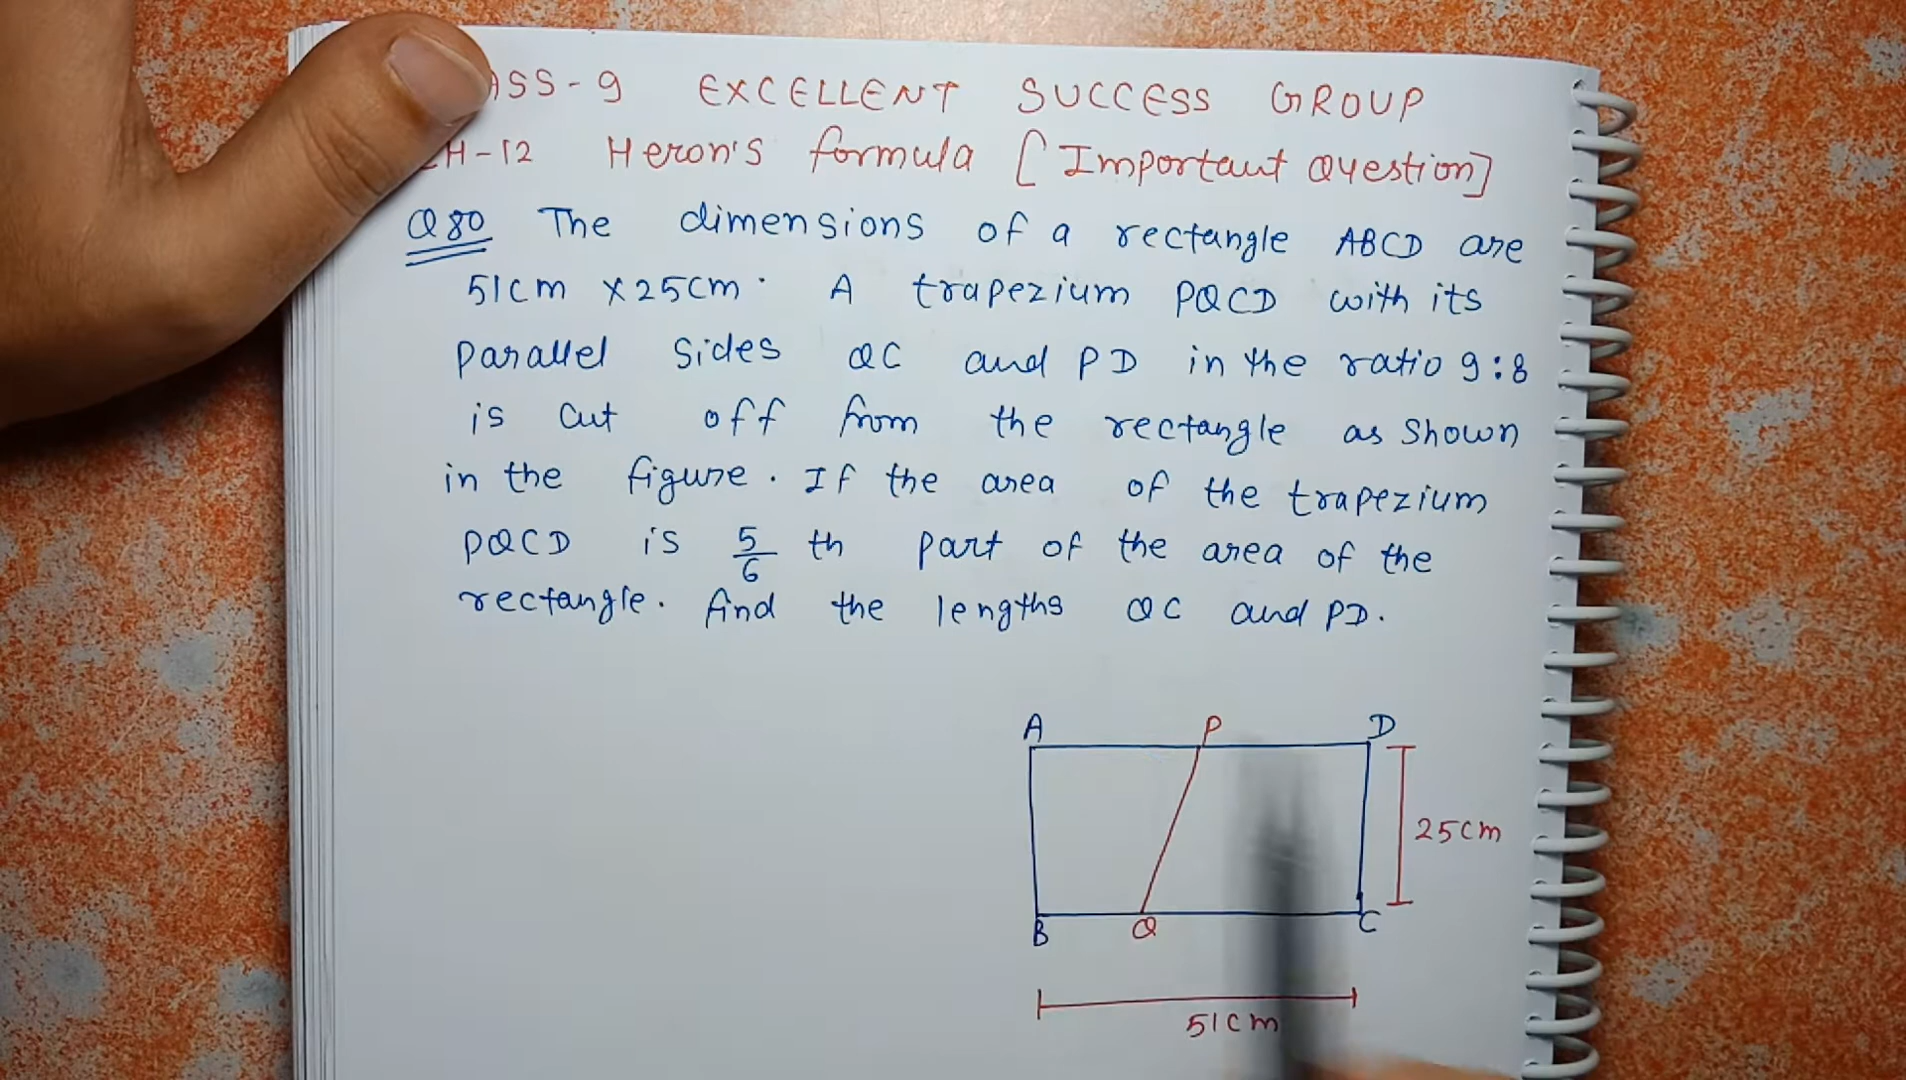 ASS-9 EXCELLENT SUCCESS GROUP
CH-12 Heron's formula [Important Question]
Q80 The dimensions of a rectangle ABCD are
51cm x 25cm. A trapezium PQCD with its
Parallel Sides QC and PD in the ratio 9:8
is Cut off from the rectangle as Shown
in the figure. If the area of the trapezium
PQCD is 5/6 th part of the area of the
rectangle. find the lengths QC and PD.
A P D
25cm
B Q C
51cm